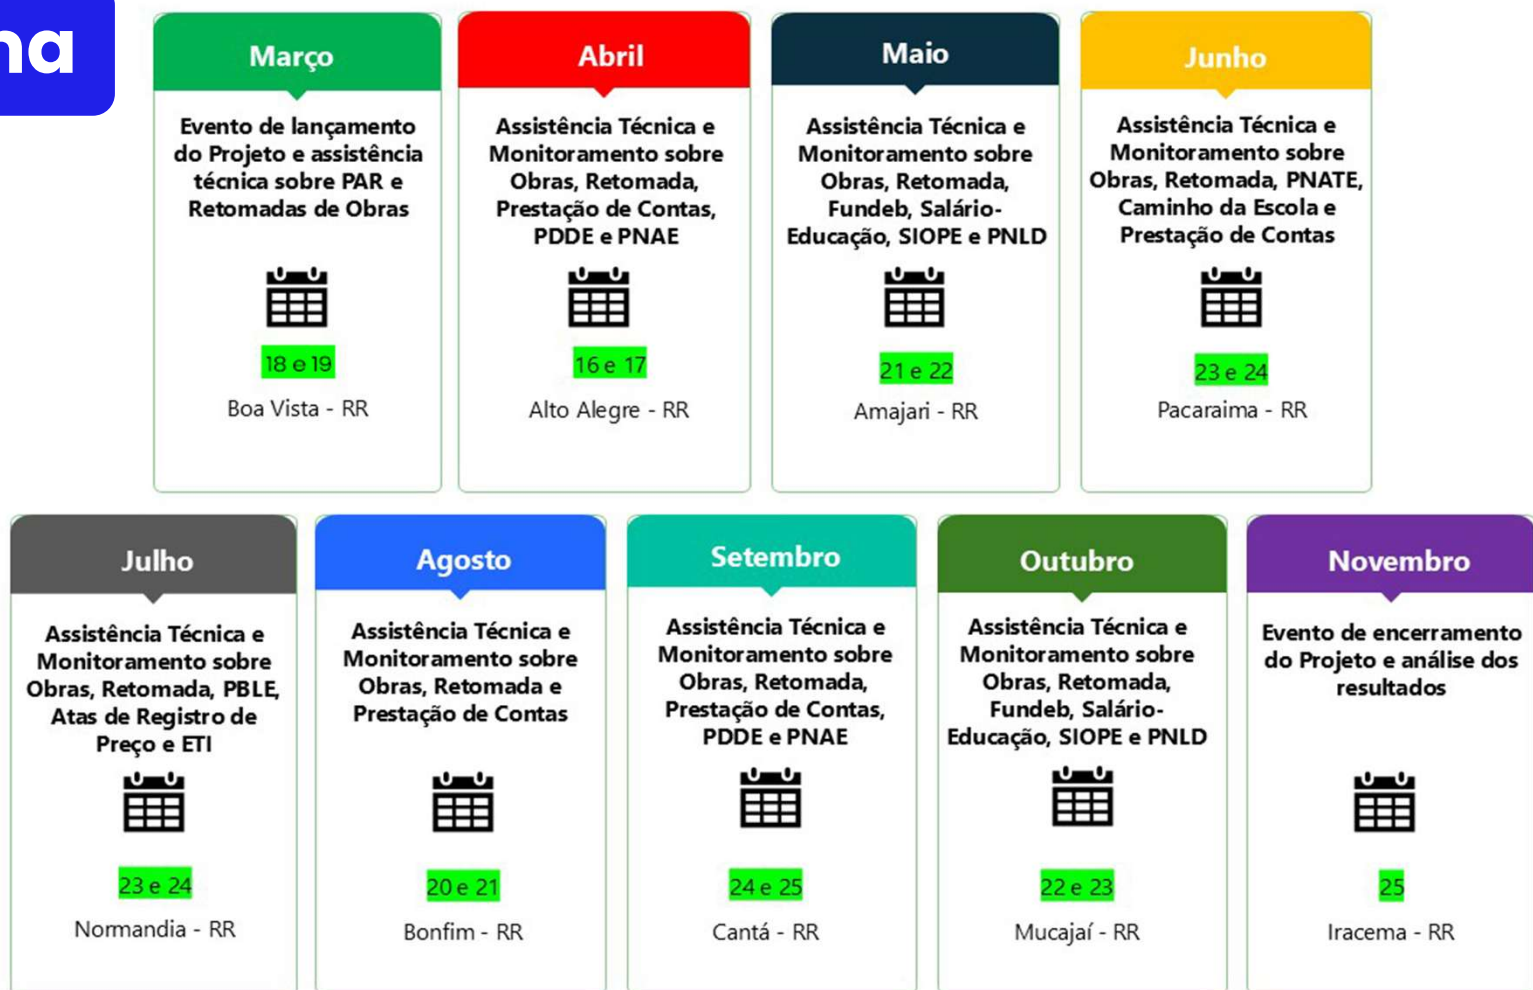 na
Março
Evento de lançamento
do Projeto e assistência
técnica sobre PAR e
Retomadas de Obras
18 e 19
Boa Vista - RR
Abril
Assistência Técnica e
Monitoramento sobre
Obras, Retomada,
Prestação de Contas,
PDDE e PNAE
16 e 17
Alto Alegre - RR
Maio
Assistência Técnica e
Monitoramento sobre
Obras, Retomada,
Fundeb, Salário-
Educação, SIOPE e PNLD
21 e 22
Amajari - RR
Junho
Assistência Técnica e
Monitoramento sobre
Obras, Retomada, PNATE,
Caminho da Escola e
Prestação de Contas
23 e 24
Pacaraima - RR
Julho
Assistência Técnica e
Monitoramento sobre
Obras, Retomada, PBLE,
Atas de Registro de
Preço e ETI
23 e 24
Normandia - RR
Agosto
Assistência Técnica e
Monitoramento sobre
Obras, Retomada e
Prestação de Contas
20 e 21
Bonfim - RR
Setembro
Assistência Técnica e
Monitoramento sobre
Obras, Retomada,
Prestação de Contas,
PDDE e PNAE
24 e 25
Cantá - RR
Outubro
Assistência Técnica e
Monitoramento sobre
Obras, Retomada,
Fundeb, Salário-
Educação, SIOPE e PNLD
22 e 23
Mucajaí - RR
Novembro
Evento de encerramento
do Projeto e análise dos
resultados
25
Iracema - RR